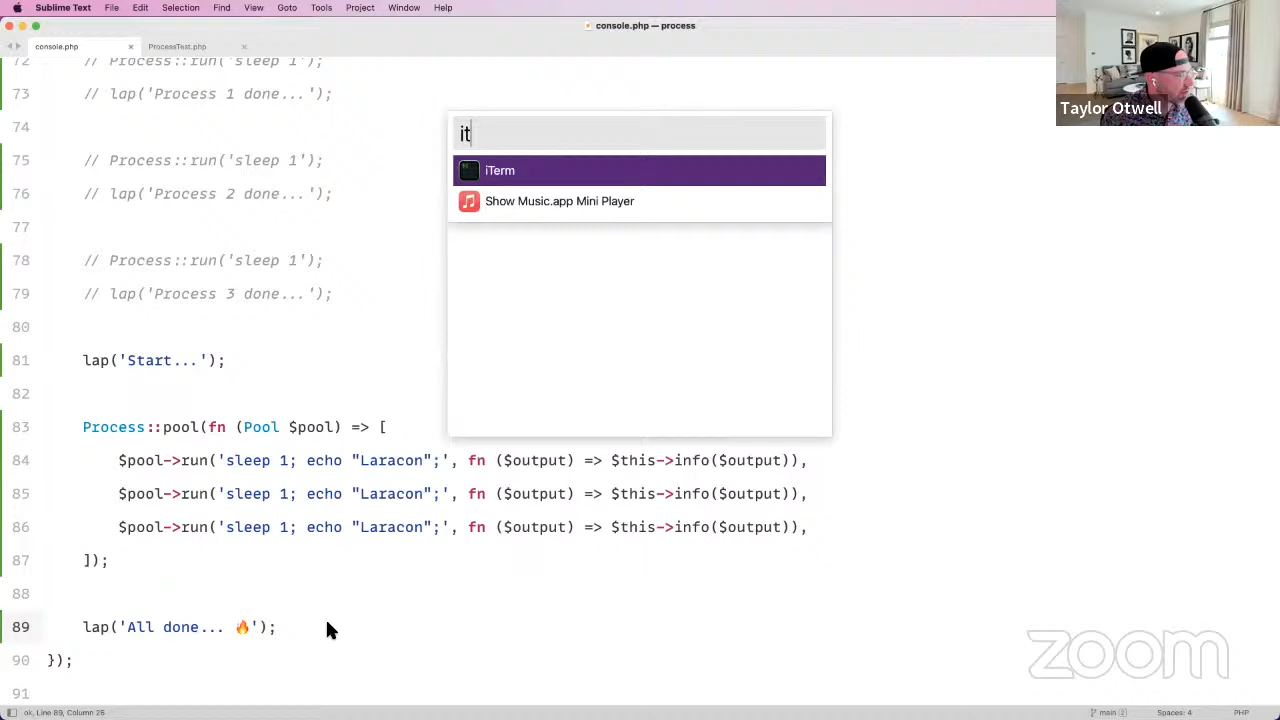 Sublime Text File Edit Selection Find View Goto Tools Project Window Help
console.php — process
console.php × ProcessTest.php ×
72 // Process::run('sleep 1');
73 // lap('Process 1 done...');
74
75 // Process::run('sleep 1');
76 // lap('Process 2 done...');
77
78 // Process::run('sleep 1');
79 // lap('Process 3 done...');
80
81 lap('Start...');
82
83 Process::pool(fn (Pool $pool) => [
84 $pool->run('sleep 1; echo "Laracon";', fn ($output) => $this->info($output)),
85 $pool->run('sleep 1; echo "Laracon";', fn ($output) => $this->info($output)),
86 $pool->run('sleep 1; echo "Laracon";', fn ($output) => $this->info($output)),
87 ]);
88
89 lap('All done... 🔥');
90 });
91
it
iTerm
Show Music.app Mini Player
Taylor Otwell
zoom
ok, Line 89, Column 26
main 2
Spaces: 4
PHP